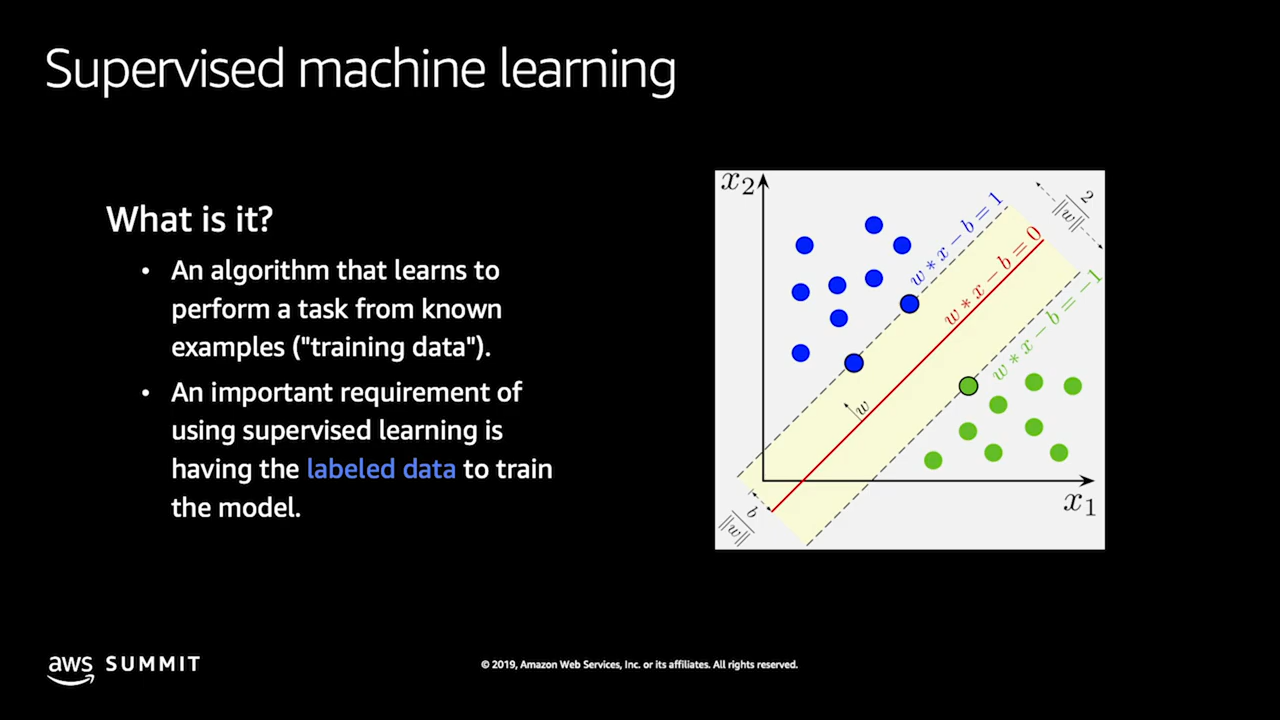 Supervised machine learning
What is it?
• An algorithm that learns to
perform a task from known
examples ("training data").
• An important requirement of
using supervised learning is
having the labeled data to train
the model.
x₂
w * x − b = 1
2
‖w‖
w * x − b = 0
w * x − b = −1
w
b
‖w‖
x₁
aws SUMMIT
© 2019, Amazon Web Services, Inc. or its affiliates. All rights reserved.